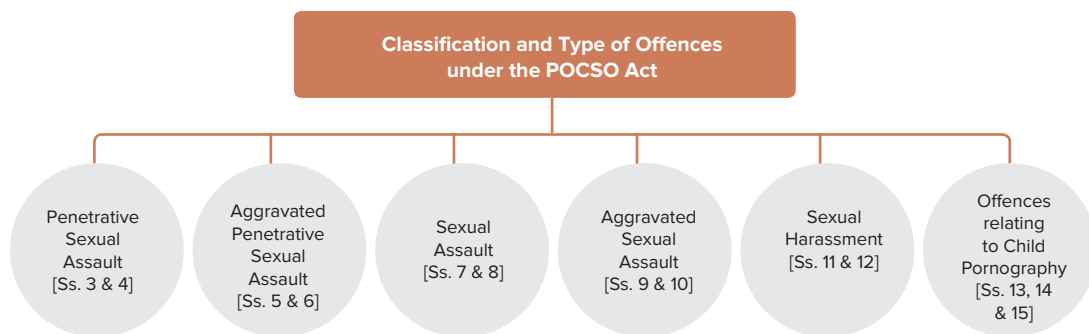 Classification and Type of Offences
under the POCSO Act
Penetrative
Sexual
Assault
[Ss. 3 & 4]
Aggravated
Penetrative
Sexual
Assault
[Ss. 5 & 6]
Sexual
Assault
[Ss. 7 & 8]
Aggravated
Sexual
Assault
[Ss. 9 & 10]
Sexual
Harassment
[Ss. 11 & 12]
Offences
relating
to Child
Pornography
[Ss. 13, 14
& 15]